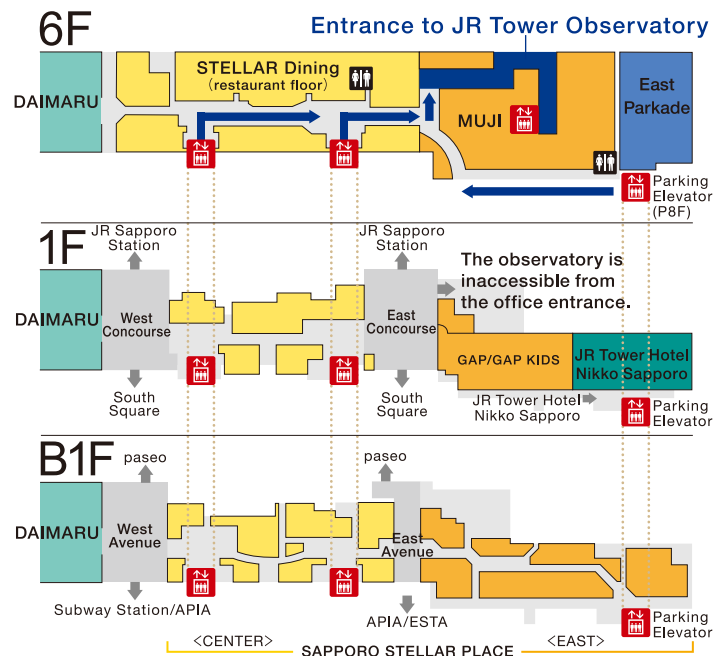 6F
Entrance to JR Tower Observatory
DAIMARU
STELLAR Dining
(restaurant floor)
MUJI
East
Parkade
Parking
Elevator
(P8F)
1F
JR Sapporo
Station
JR Sapporo
Station
The observatory is
inaccessible from
the office entrance.
DAIMARU
West
Concourse
East
Concourse
GAP/GAP KIDS
JR Tower Hotel
Nikko Sapporo
South
Square
South
Square
JR Tower Hotel
Nikko Sapporo
Parking
Elevator
B1F
paseo
paseo
DAIMARU
West
Avenue
East
Avenue
Subway Station/APIA
APIA/ESTA
Parking
Elevator
<CENTER>
<EAST>
SAPPORO STELLAR PLACE